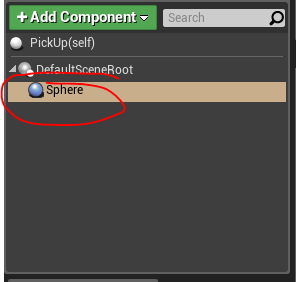 + Add Component
Search
PickUp(self)
DefaultSceneRoot
Sphere